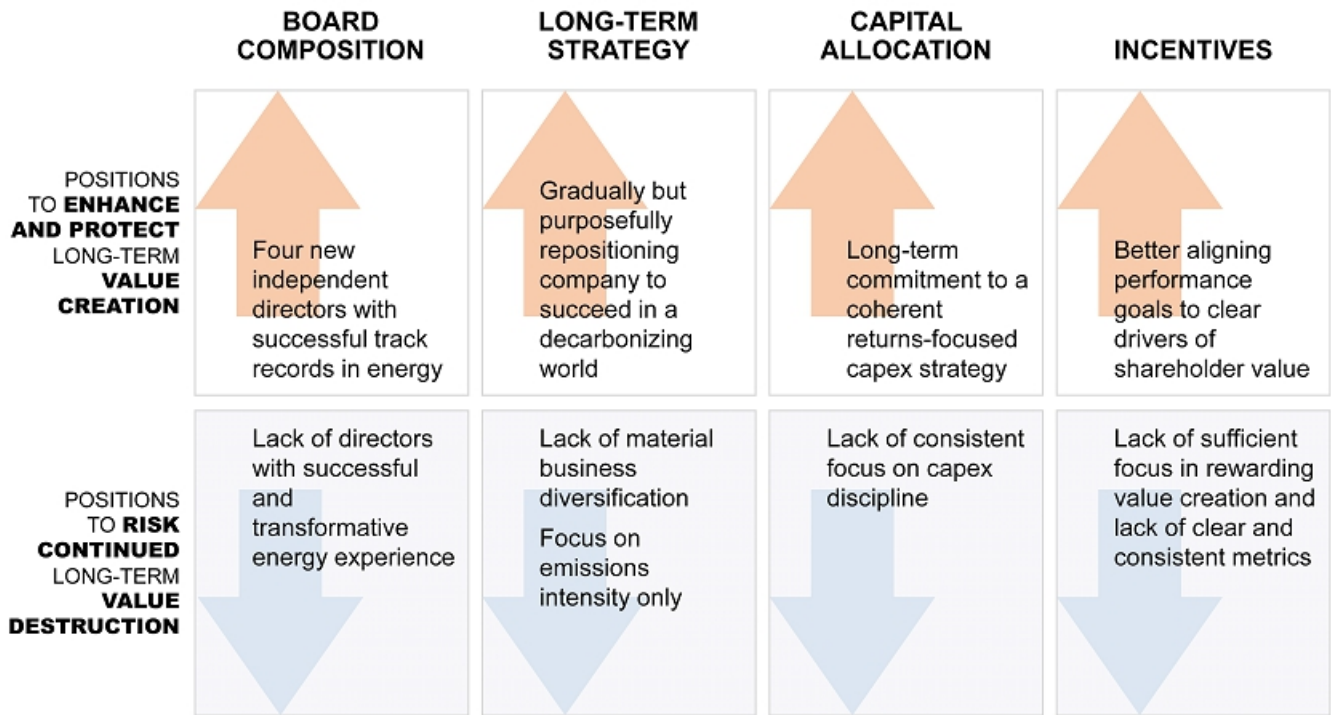 BOARD
COMPOSITION
LONG-TERM
STRATEGY
CAPITAL
ALLOCATION
INCENTIVES
POSITIONS
TO ENHANCE
AND PROTECT
LONG-TERM
VALUE
CREATION
Four new
independent
directors with
successful track
records in energy
Gradually but
purposefully
repositioning
company to
succeed in a
decarbonizing
world
Long-term
commitment to a
coherent
returns-focused
capex strategy
Better aligning
performance
goals to clear
drivers of
shareholder value
POSITIONS
TO RISK
CONTINUED
LONG-TERM
VALUE
DESTRUCTION
Lack of directors
with successful
and
transformative
energy experience
Lack of material
business
diversification
Focus on
emissions
intensity only
Lack of consistent
focus on capex
discipline
Lack of sufficient
focus in rewarding
value creation and
lack of clear and
consistent metrics